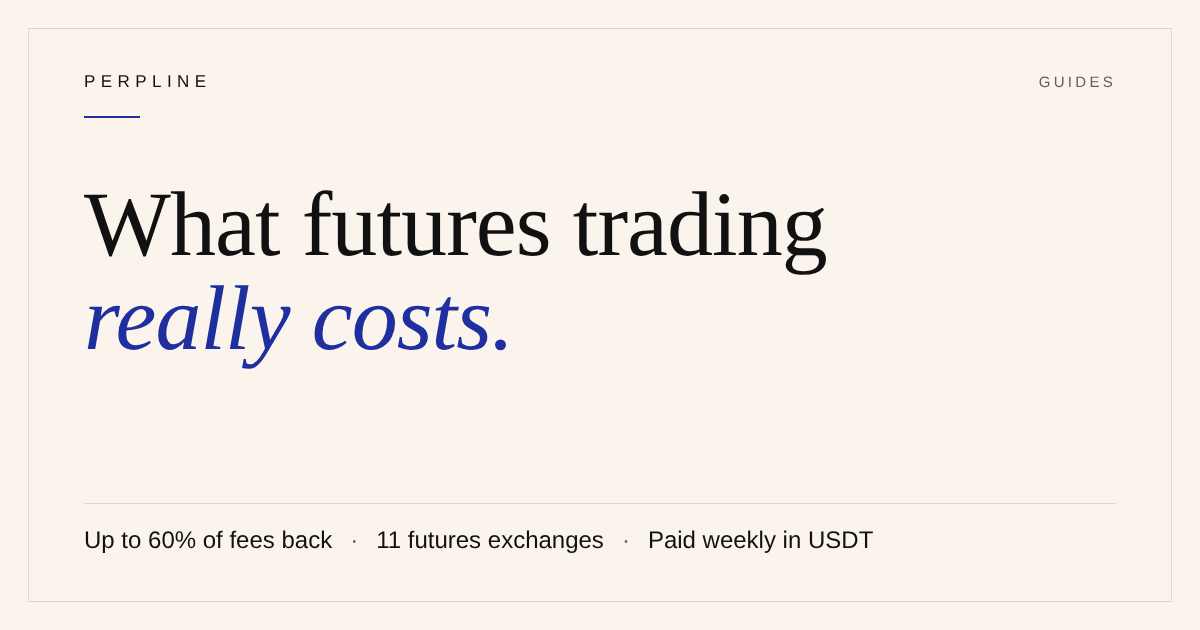 PERPLINE
GUIDES
What futures trading
really costs.
Up to 60% of fees back · 11 futures exchanges · Paid weekly in USDT